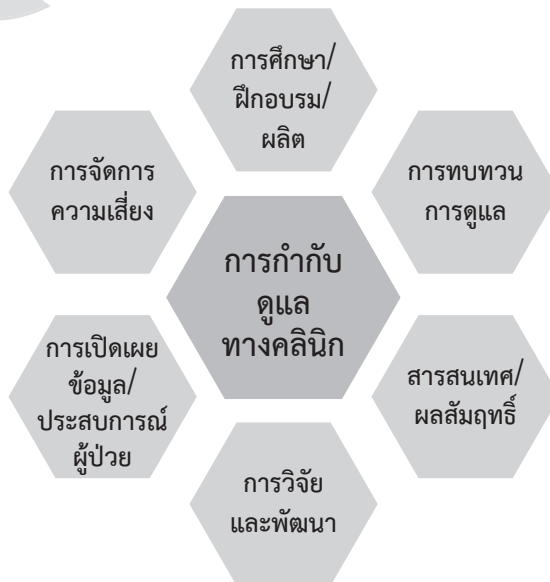 การศึกษา/
ฝึกอบรม/
ผลิต
การจัดการ
ความเสี่ยง
การทบทวน
การดูแล
การกำกับ
ดูแล
ทางคลินิก
การเปิดเผย
ข้อมูล/
ประสบการณ์
ผู้ป่วย
สารสนเทศ/
ผลสัมฤทธิ์
การวิจัย
และพัฒนา